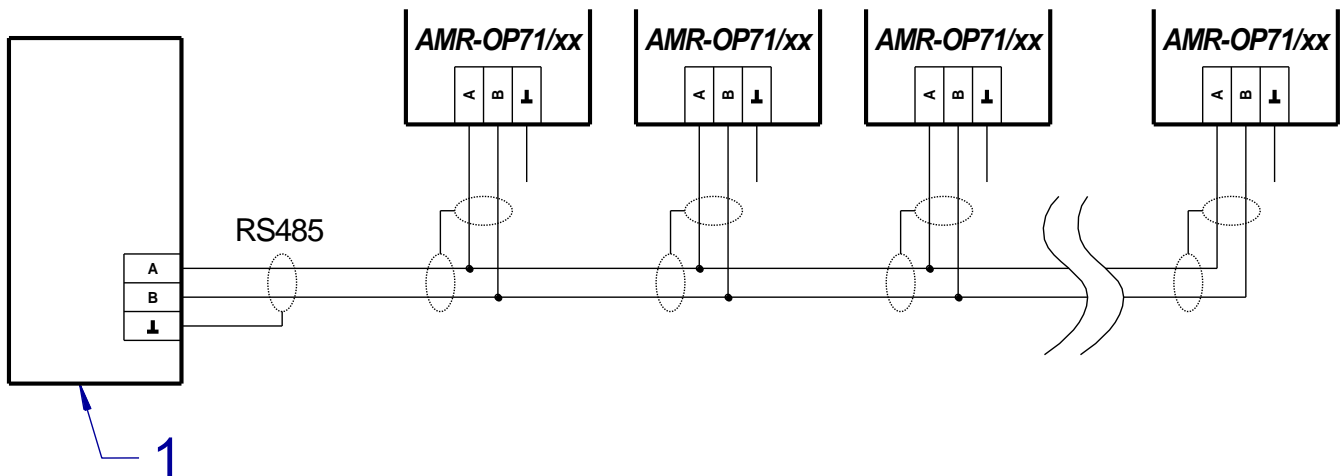 AMR-OP71/xx AMR-OP71/xx AMR-OP71/xx AMR-OP71/xx
A B ⊥ A B ⊥ A B ⊥ A B ⊥
RS485
A
B
⊥
1